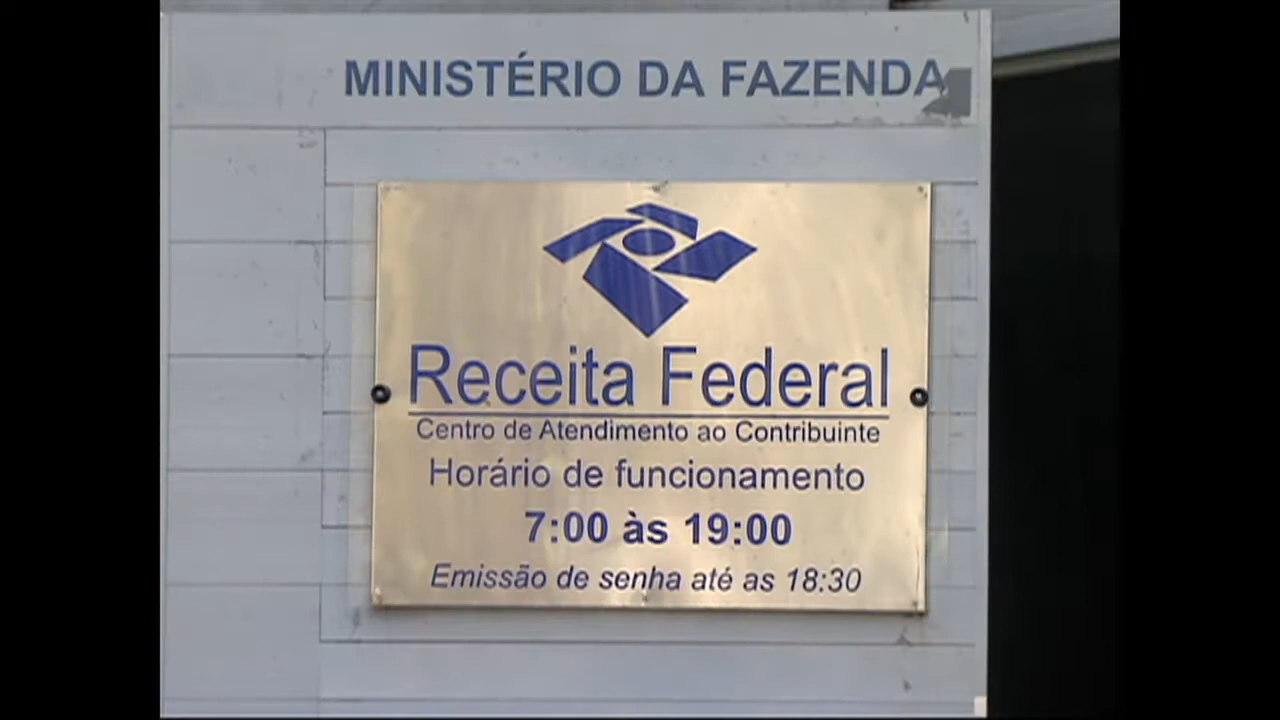 MINISTÉRIO DA FAZENDA
Receita Federal
Centro de Atendimento ao Contribuinte
Horário de funcionamento
7:00 às 19:00
Emissão de senha até as 18:30